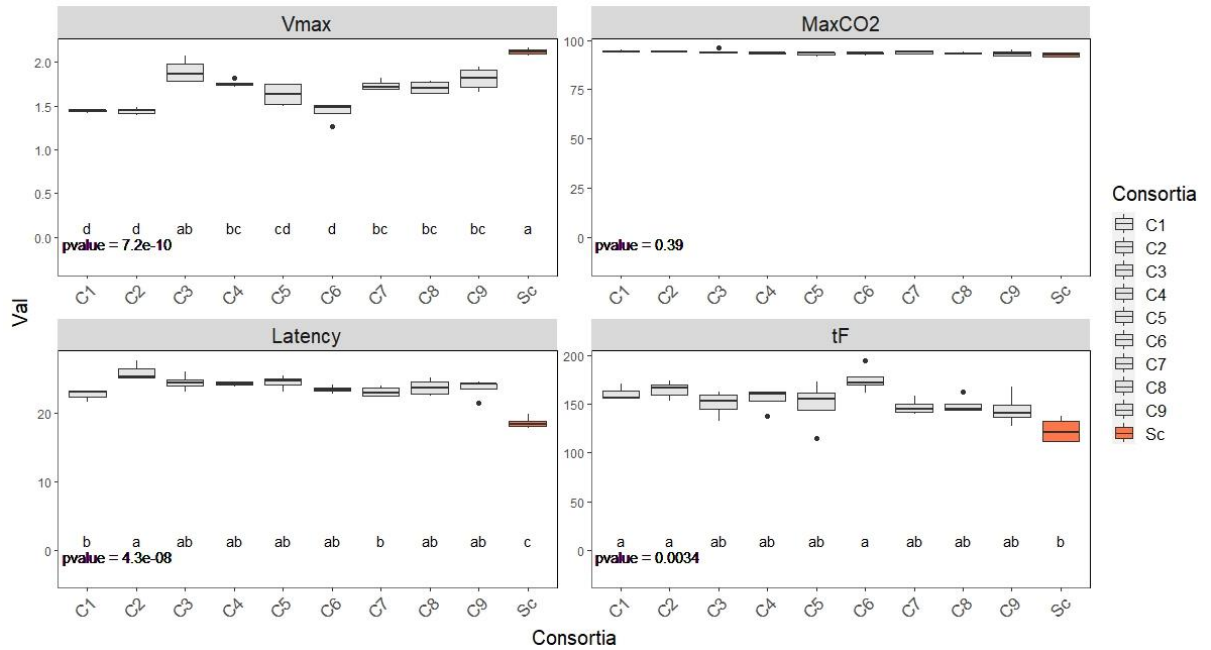 Vmax
MaxCO2
2.0
1.5
1.0
0.5
0.0
d d ab bc cd d bc bc bc a
pvalue = 7.2e-10
C1 C2 C3 C4 C5 C6 C7 C8 C9 Sc
100
75
50
25
0
pvalue = 0.39
C1 C2 C3 C4 C5 C6 C7 C8 C9 Sc
Val
Latency
tF
20
10
0
b a ab ab ab ab b ab ab c
pvalue = 4.3e-08
C1 C2 C3 C4 C5 C6 C7 C8 C9 Sc
200
150
100
50
0
a a ab ab ab a ab ab ab b
pvalue = 0.0034
C1 C2 C3 C4 C5 C6 C7 C8 C9 Sc
Consortia
Consortia
C1
C2
C3
C4
C5
C6
C7
C8
C9
Sc